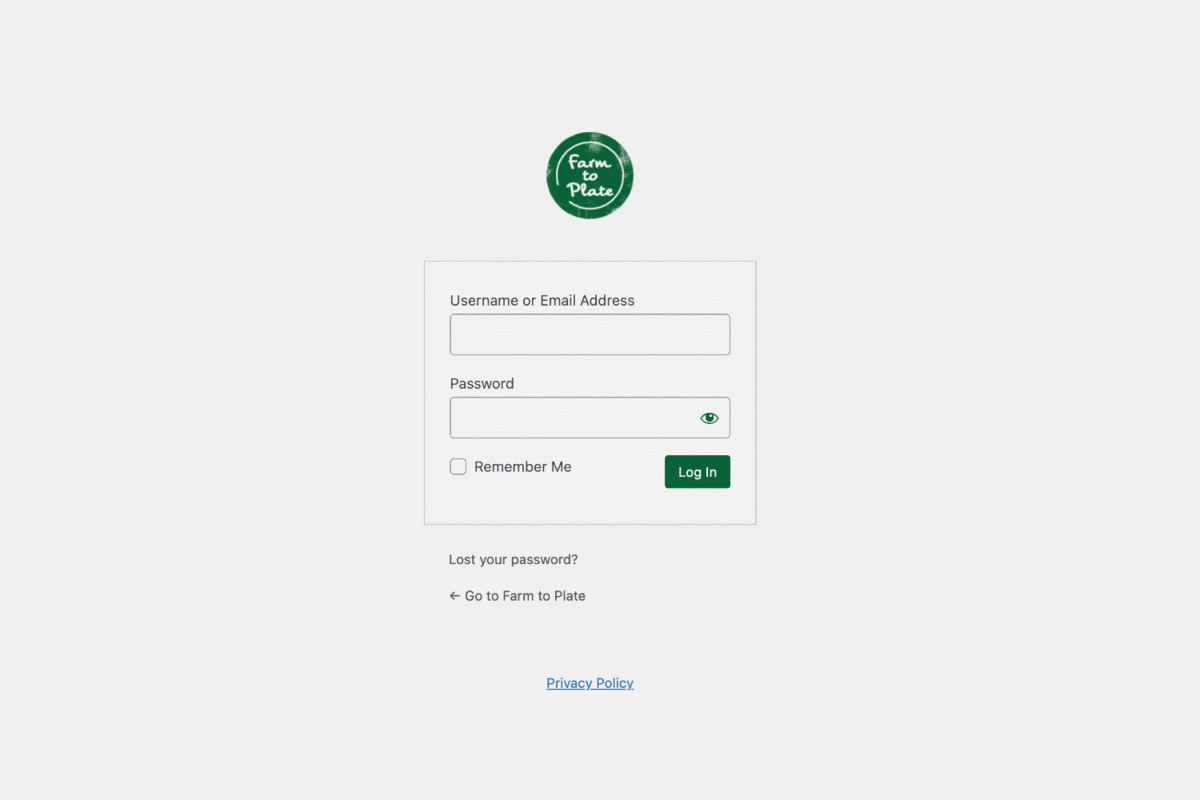 Farm
to
Plate
Username or Email Address
Password
Remember Me
Log In
Lost your password?
← Go to Farm to Plate
Privacy Policy